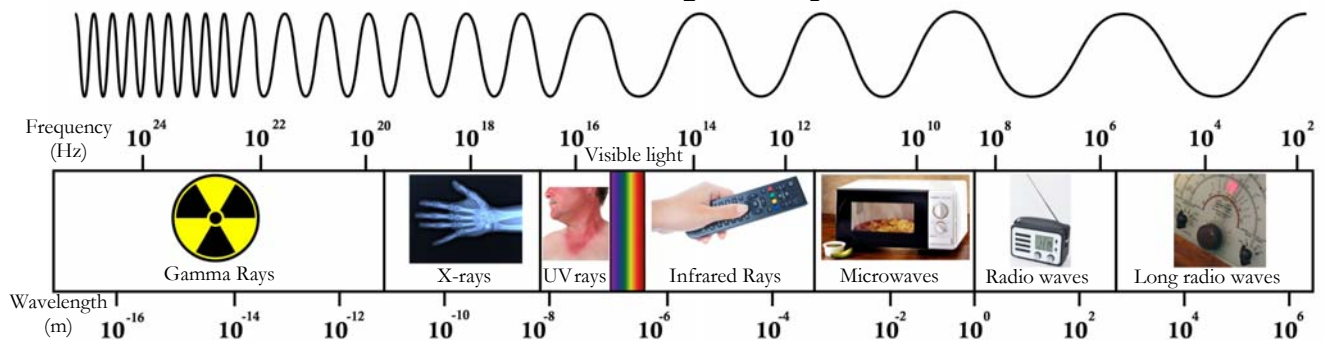 Frequency (Hz) 10^24 10^22 10^20 10^18 10^16 10^14 10^12 10^10 10^8 10^6 10^4 10^2
Visible light
Gamma Rays X-rays UV rays Infrared Rays Microwaves Radio waves Long radio waves
Wavelength (m) 10^-16 10^-14 10^-12 10^-10 10^-8 10^-6 10^-4 10^-2 10^0 10^2 10^4 10^6